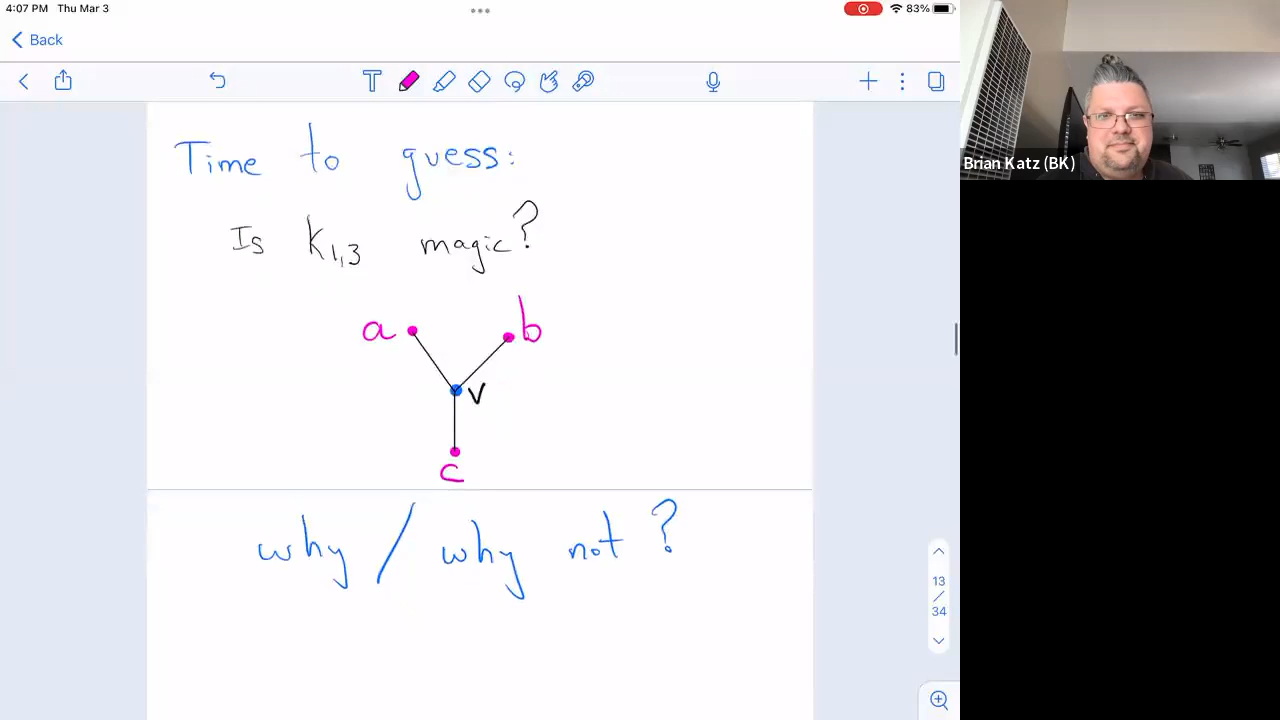 4:07 PM Thu Mar 3
83%
Back
T
Time to guess:
Is K1,3 magic?
a
b
v
c
why / why not?
13
/
34
Brian Katz (BK)